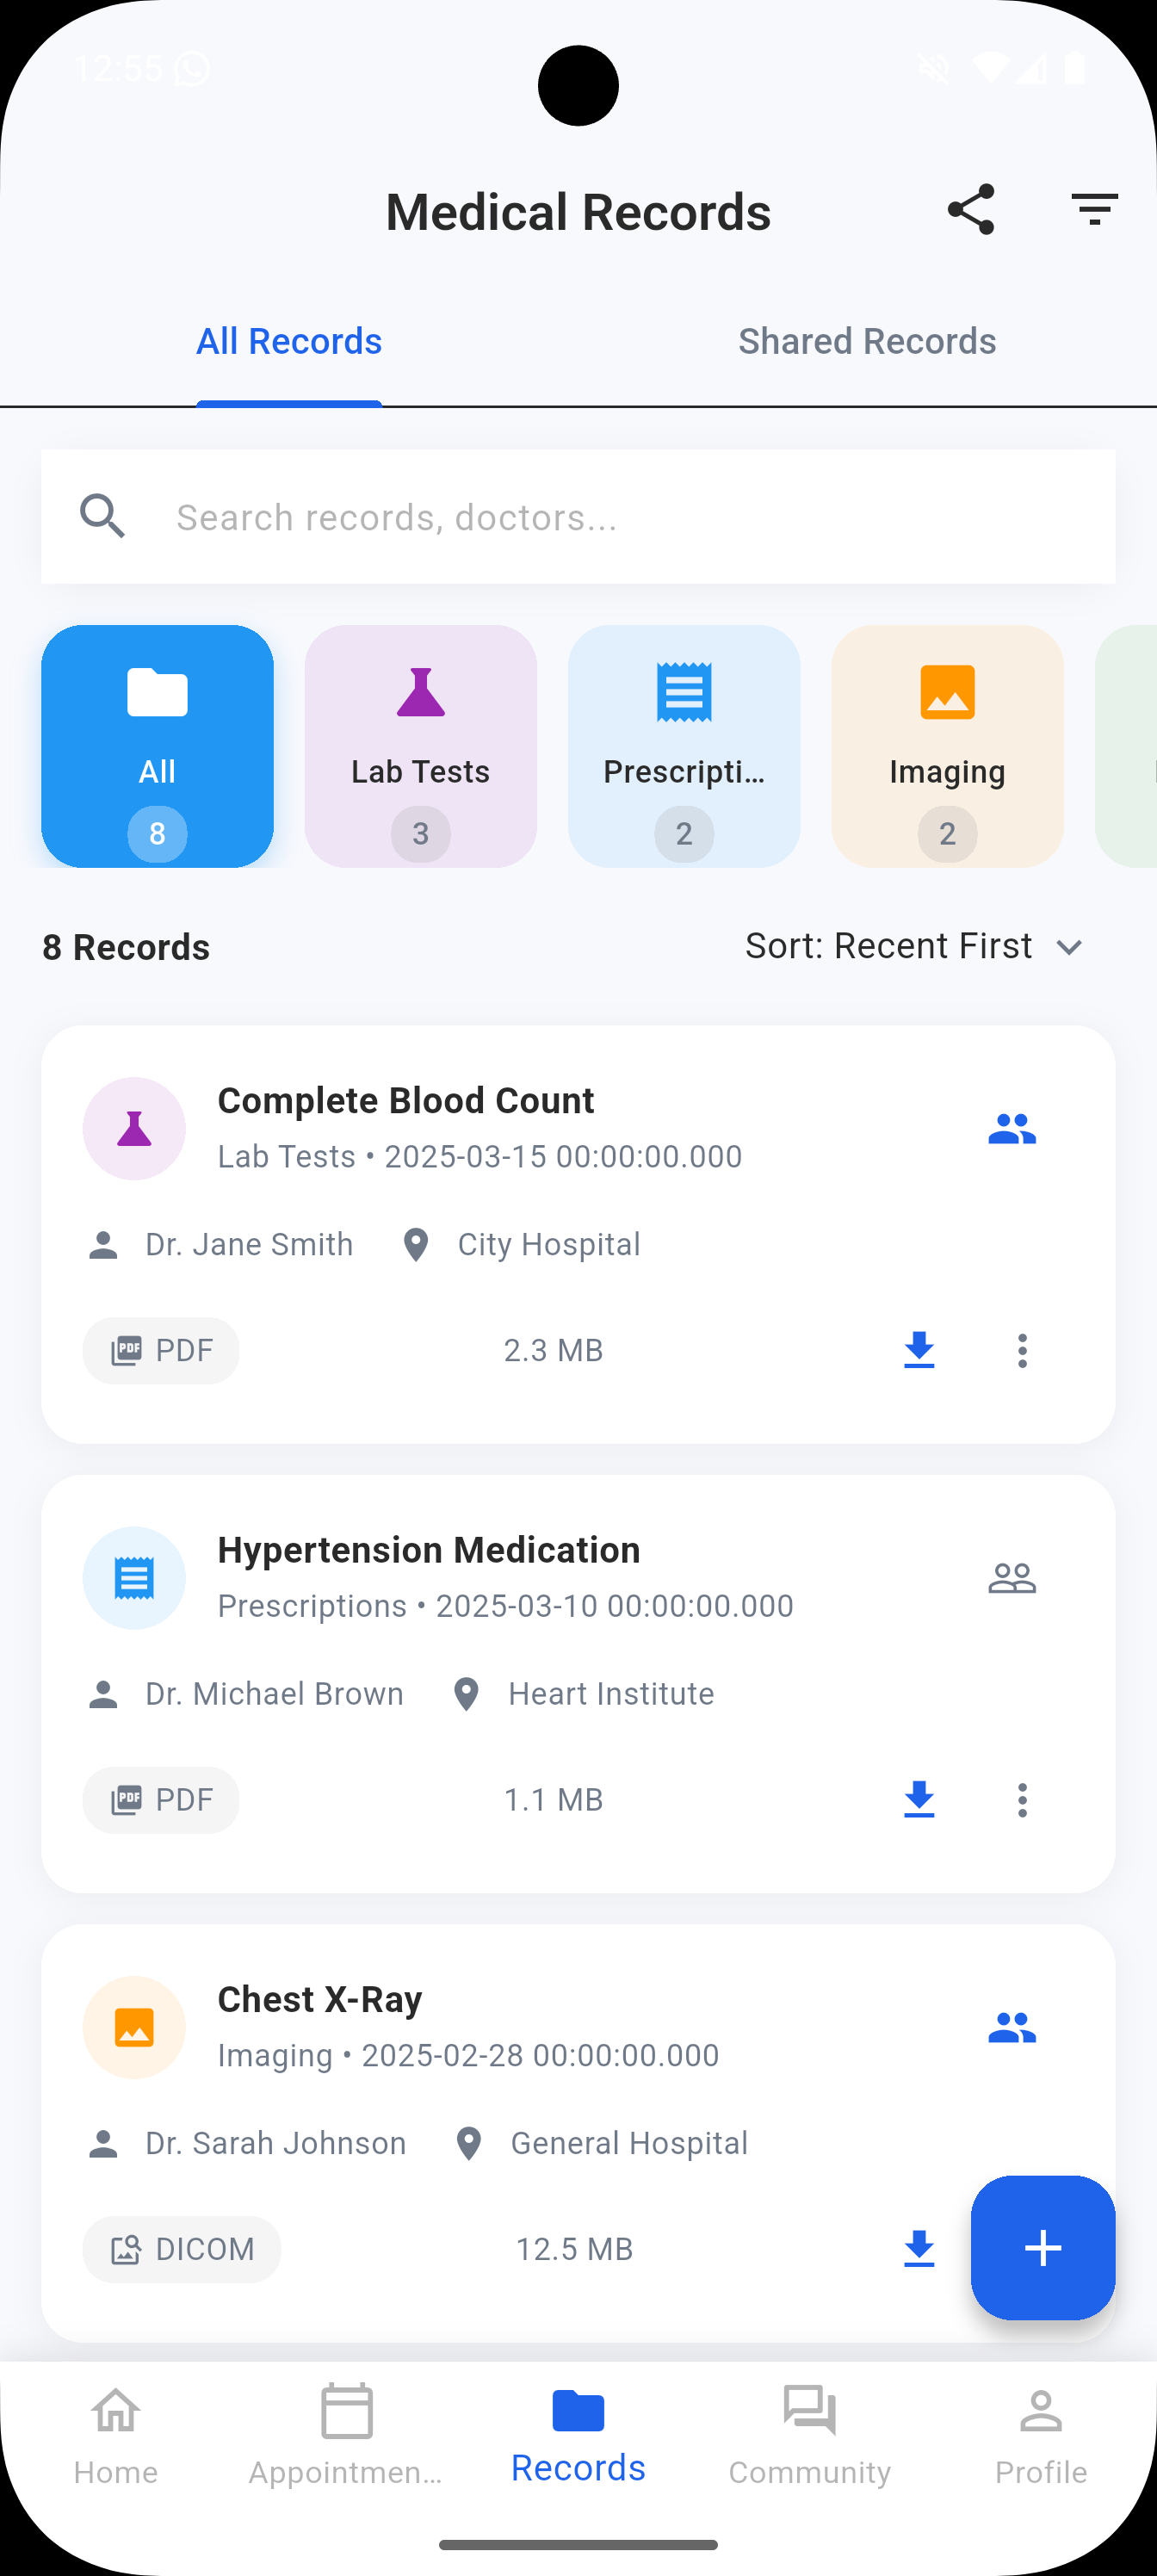 12:55
Medical Records
All Records
Shared Records
Search records, doctors...
All
Lab Tests
Prescripti...
Imaging
8
3
2
2
8 Records
Sort: Recent First
Complete Blood Count
Lab Tests • 2025-03-15 00:00:00.000
Dr. Jane Smith
City Hospital
PDF
2.3 MB
Hypertension Medication
Prescriptions • 2025-03-10 00:00:00.000
Dr. Michael Brown
Heart Institute
PDF
1.1 MB
Chest X-Ray
Imaging • 2025-02-28 00:00:00.000
Dr. Sarah Johnson
General Hospital
DICOM
12.5 MB
Home
Appointmen...
Records
Community
Profile